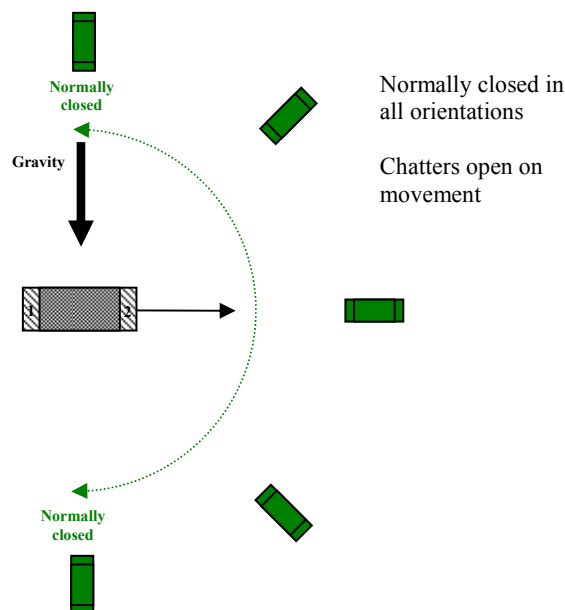 Normally
closed
Normally closed in
all orientations
Gravity
Chatters open on
movement
1
2
Normally
closed